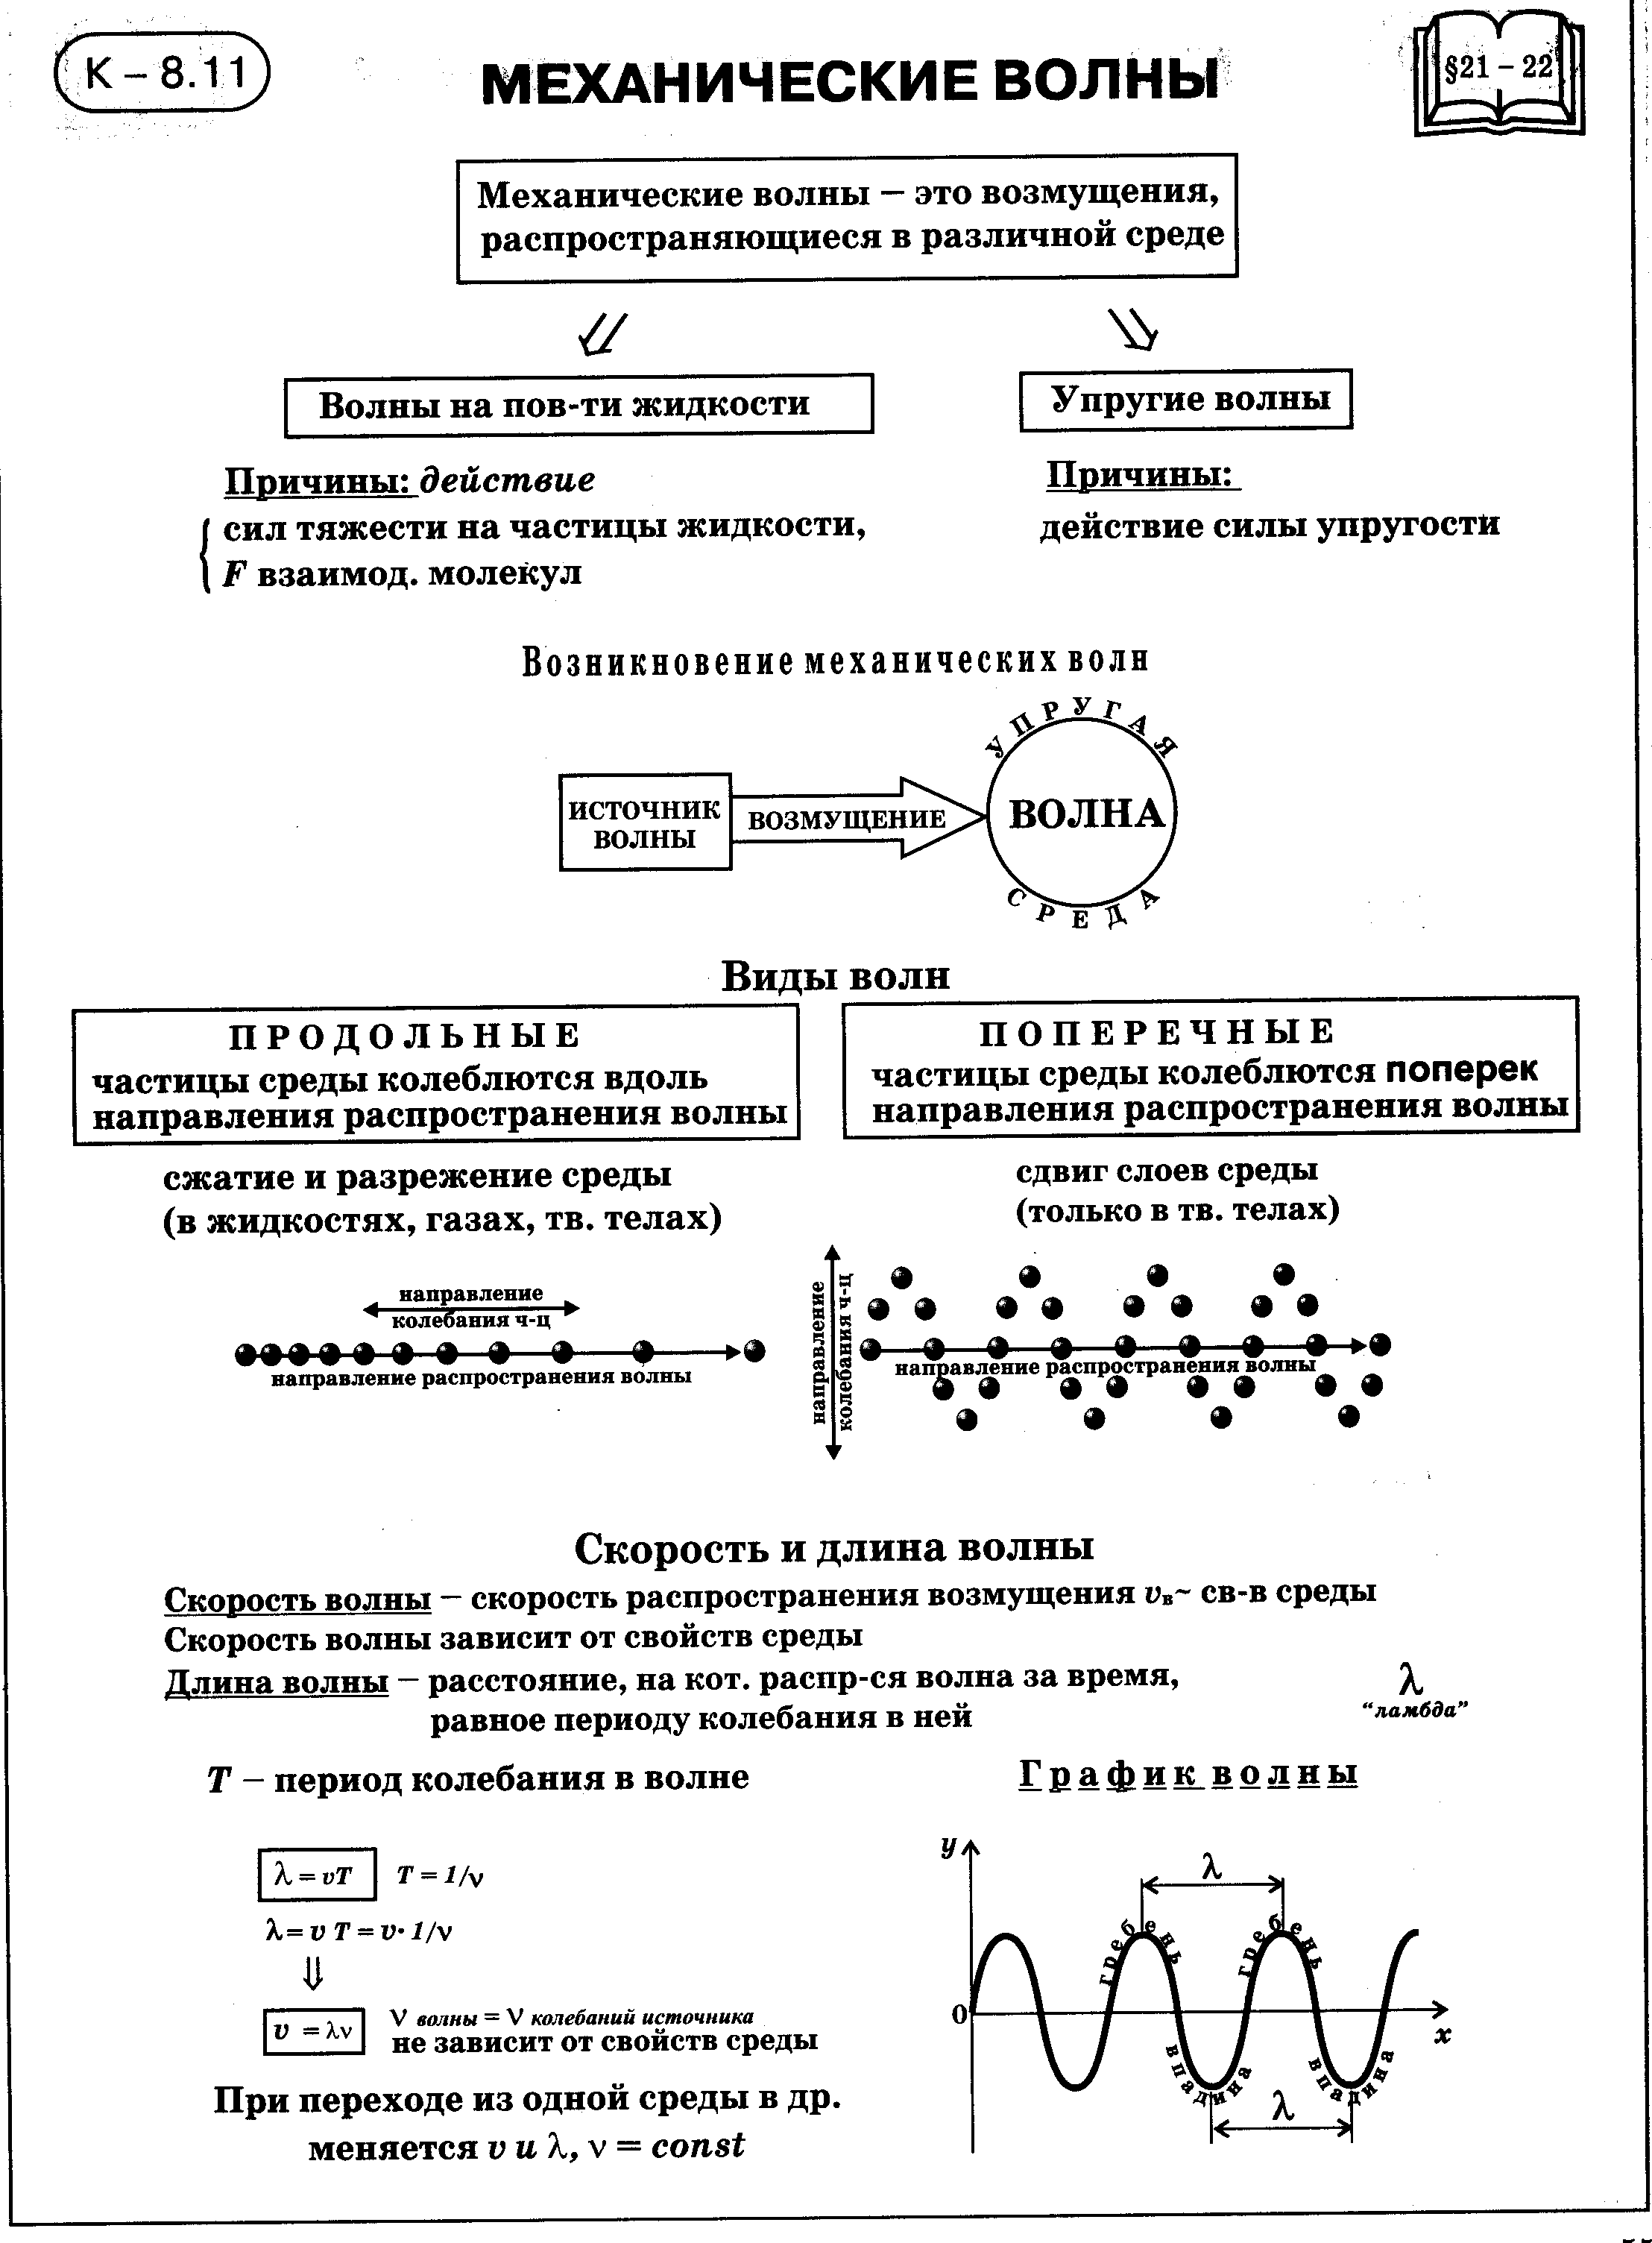 К – 8.11
МЕХАНИЧЕСКИЕ ВОЛНЫ
§21 – 22
Механические волны — это возмущения,
распространяющиеся в различной среде
Волны на пов-ти жидкости
Упругие волны
Причины: действие
сил тяжести на частицы жидкости,
F взаимод. молекул
Причины:
действие силы упругости
Возникновение механических волн
ИСТОЧНИК
ВОЛНЫ
ВОЗМУЩЕНИЕ
УПРУГАЯ
ВОЛНА
СРЕДА
Виды волн
ПРОДОЛЬНЫЕ
частицы среды колеблются вдоль
направления распространения волны
ПОПЕРЕЧНЫЕ
частицы среды колеблются поперек
направления распространения волны
сжатие и разрежение среды
(в жидкостях, газах, тв. телах)
сдвиг слоев среды
(только в тв. телах)
направление
колебания ч-ц
направление распространения волны
направление
колебания ч-ц
направление распространения волны
Скорость и длина волны
Скорость волны — скорость распространения возмущения υв~ св-в среды
Скорость волны зависит от свойств среды
Длина волны — расстояние, на кот. распр-ся волна за время,
равное периоду колебания в ней
λ
“ламбда”
T — период колебания в волне
График волны
λ = υT
T = 1/ν
λ = υ T = υ· 1/ν
⇓
υ = λν
ν волны = ν колебаний источника
не зависит от свойств среды
При переходе из одной среды в др.
меняется υ и λ, ν = const
y
λ
гребень
гребень
0
x
впадина
впадина
λ